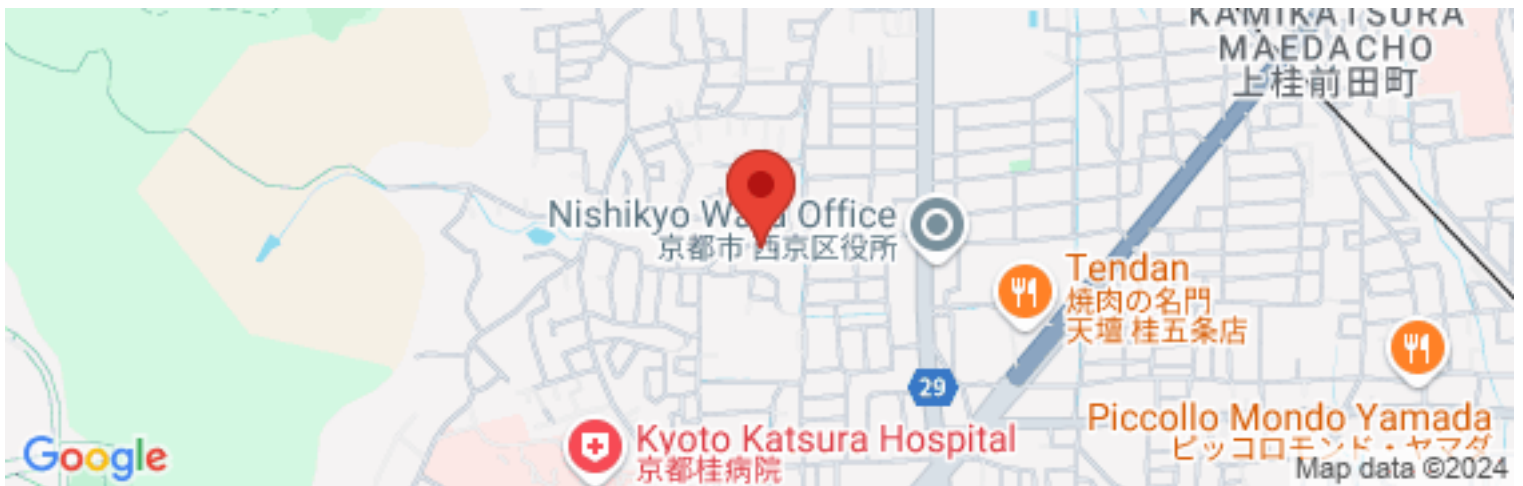 KAMIKATSURA
MAEDACHO
上桂前田町
Nishikyo Ward Office
京都市 西京区役所
Tendan
焼肉の名門
天壇 桂五条店
29
Piccollo Mondo Yamada
ピッコロモンド・ヤマダ
Kyoto Katsura Hospital
京都桂病院
Google
Map data ©2024